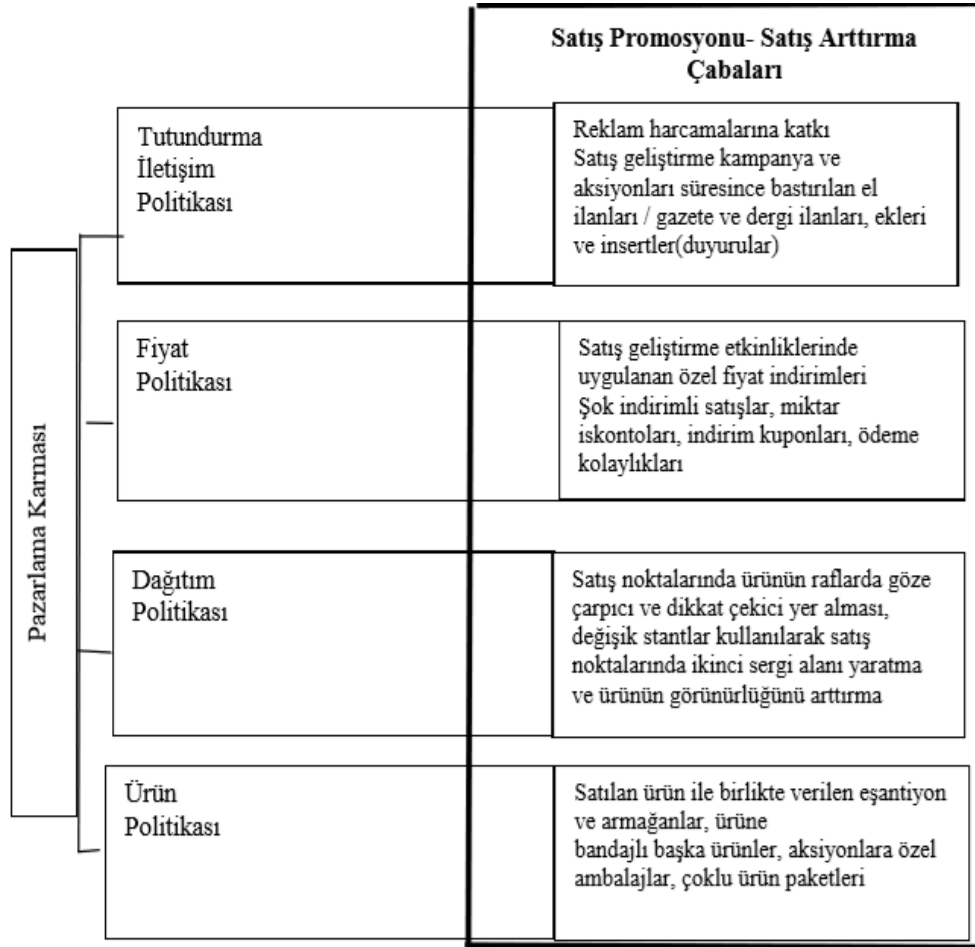 Satış Promosyonu- Satış Arttırma
Çabaları
Pazarlama Karması
Tutundurma
İletişim
Politikası
Reklam harcamalarına katkı
Satış geliştirme kampanya ve
aksiyonları süresince bastırılan el
ilanları / gazete ve dergi ilanları, ekleri
ve insertler(duyurular)
Fiyat
Politikası
Satış geliştirme etkinliklerinde
uygulanan özel fiyat indirimleri
Şok indirimli satışlar, miktar
iskontoları, indirim kuponları, ödeme
kolaylıkları
Dağıtım
Politikası
Satış noktalarında ürünün raflarda göze
çarpıcı ve dikkat çekici yer alması,
değişik stantlar kullanılarak satış
noktalarında ikinci sergi alanı yaratma
ve ürünün görünürlüğünü arttırma
Ürün
Politikası
Satılan ürün ile birlikte verilen eşantiyon
ve armağanlar, ürüne
bandajlı başka ürünler, aksiyonlara özel
ambalajlar, çoklu ürün paketleri